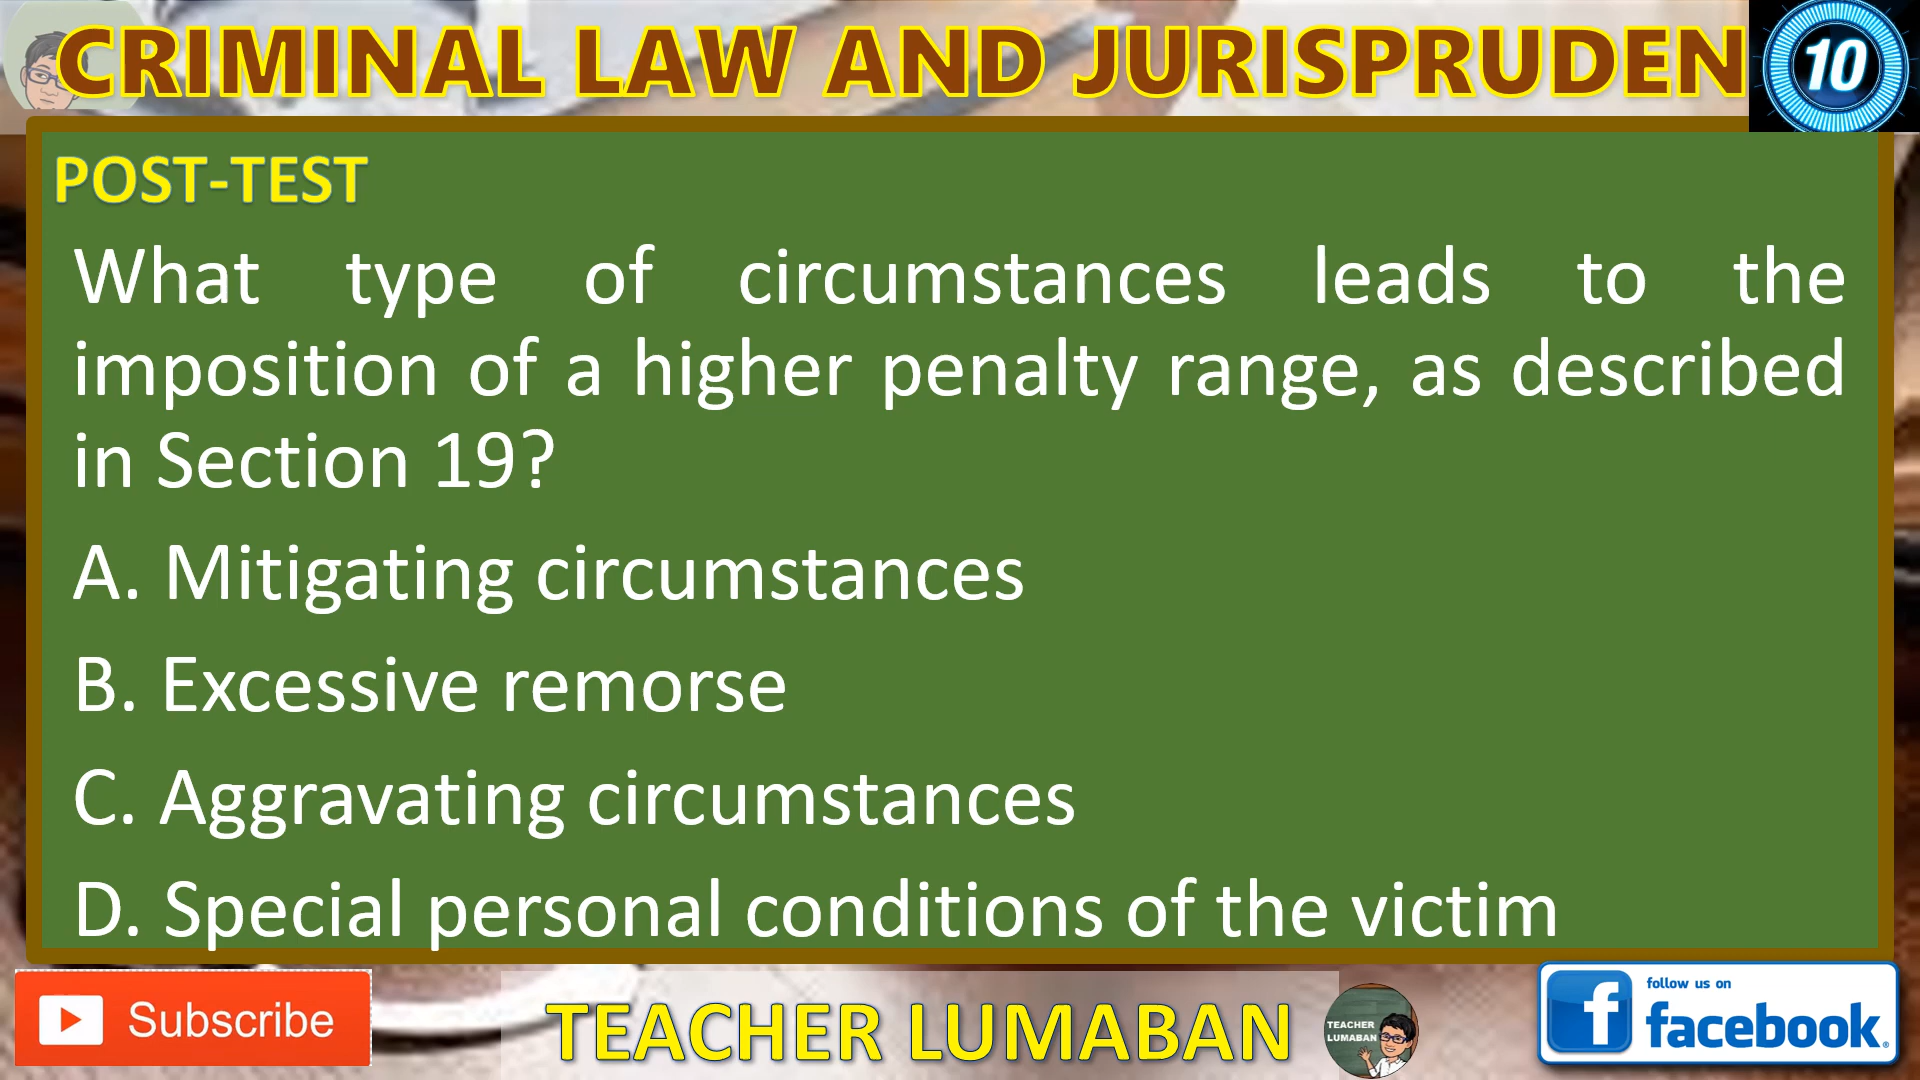 CRIMINAL LAW AND JURISPRUDEN
10
POST-TEST
What type of circumstances leads to the
imposition of a higher penalty range, as described
in Section 19?
A. Mitigating circumstances
B. Excessive remorse
C. Aggravating circumstances
D. Special personal conditions of the victim
Subscribe
TEACHER LUMABAN
TEACHER
LUMABAN
f
follow us on
facebook.